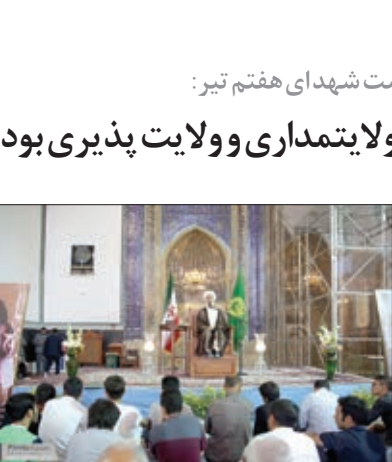 شهدای هفتم تیر:
ولایتمداری و ولایت پذیری بود